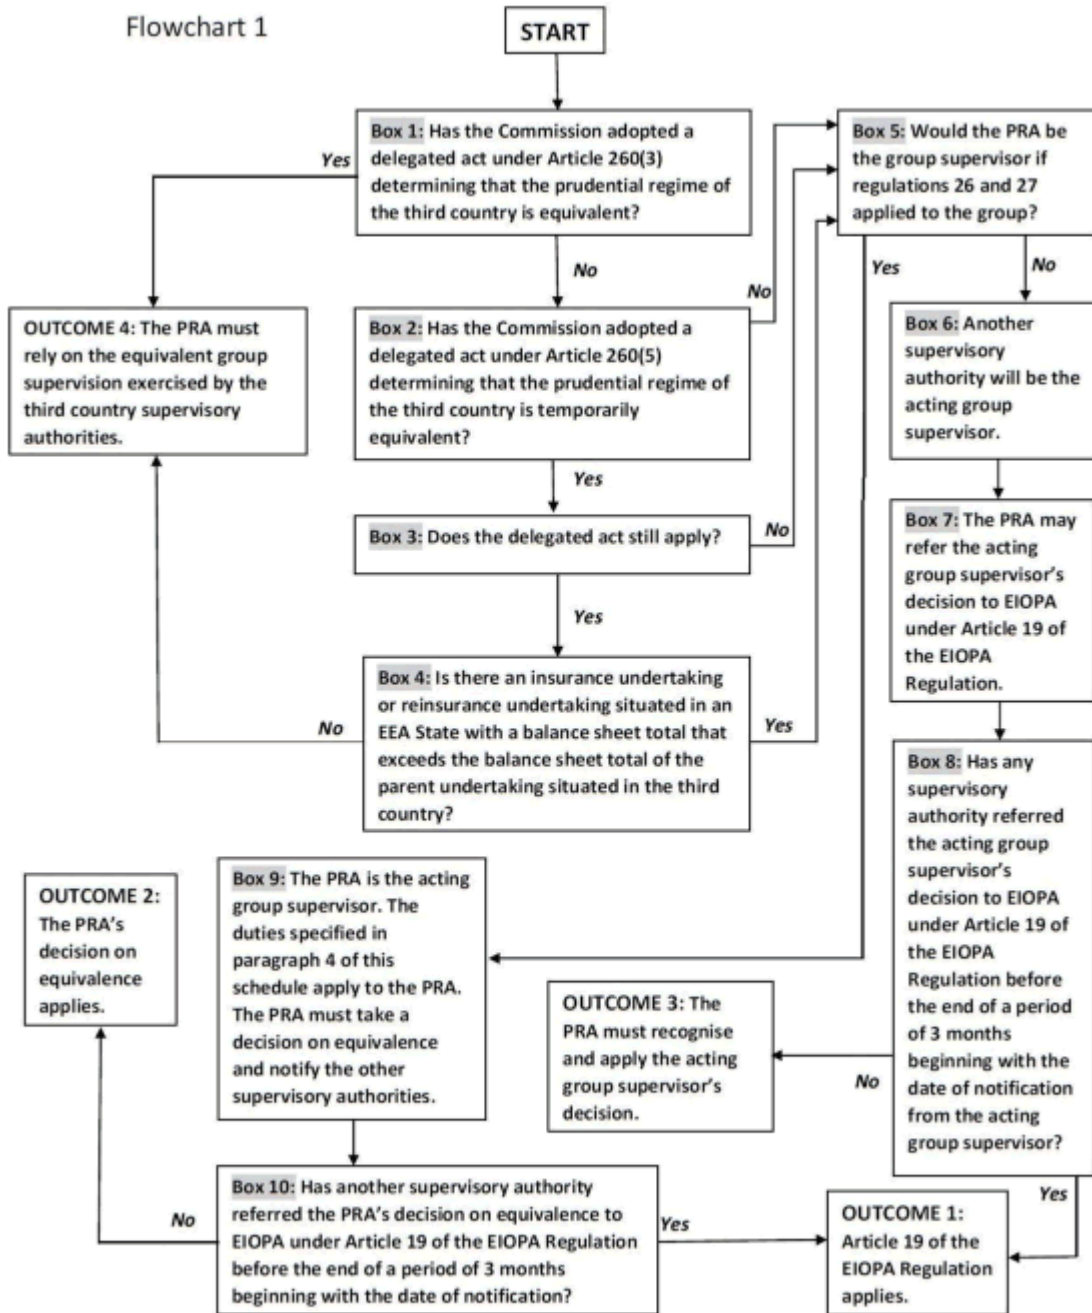 Flowchart 1
START
Box 1: Has the Commission adopted a
delegated act under Article 260(3)
determining that the prudential regime of
the third country is equivalent?
Yes
No
Box 5: Would the PRA be
the group supervisor if
regulations 26 and 27
applied to the group?
Yes
No
OUTCOME 4: The PRA must
rely on the equivalent group
supervision exercised by the
third country supervisory
authorities.
Box 2: Has the Commission adopted a
delegated act under Article 260(5)
determining that the prudential regime of
the third country is temporarily
equivalent?
No
Yes
Box 6: Another
supervisory
authority will be the
acting group
supervisor.
Box 3: Does the delegated act still apply?
No
Yes
Box 7: The PRA may
refer the acting
group supervisor's
decision to EIOPA
under Article 19 of
the EIOPA
Regulation.
Box 4: Is there an insurance undertaking
or reinsurance undertaking situated in an
EEA State with a balance sheet total that
exceeds the balance sheet total of the
parent undertaking situated in the third
country?
No
Yes
Box 8: Has any
supervisory
authority referred
the acting group
supervisor's
decision to EIOPA
under Article 19 of
the EIOPA
Regulation before
the end of a period
of 3 months
beginning with the
date of notification
from the acting
group supervisor?
No
Yes
OUTCOME 2:
The PRA's
decision on
equivalence
applies.
Box 9: The PRA is the acting
group supervisor. The
duties specified in
paragraph 4 of this
schedule apply to the PRA.
The PRA must take a
decision on equivalence
and notify the other
supervisory authorities.
OUTCOME 3: The
PRA must recognise
and apply the acting
group supervisor's
decision.
Box 10: Has another supervisory authority
referred the PRA's decision on equivalence to
EIOPA under Article 19 of the EIOPA Regulation
before the end of a period of 3 months
beginning with the date of notification?
No
Yes
OUTCOME 1:
Article 19 of the
EIOPA Regulation
applies.